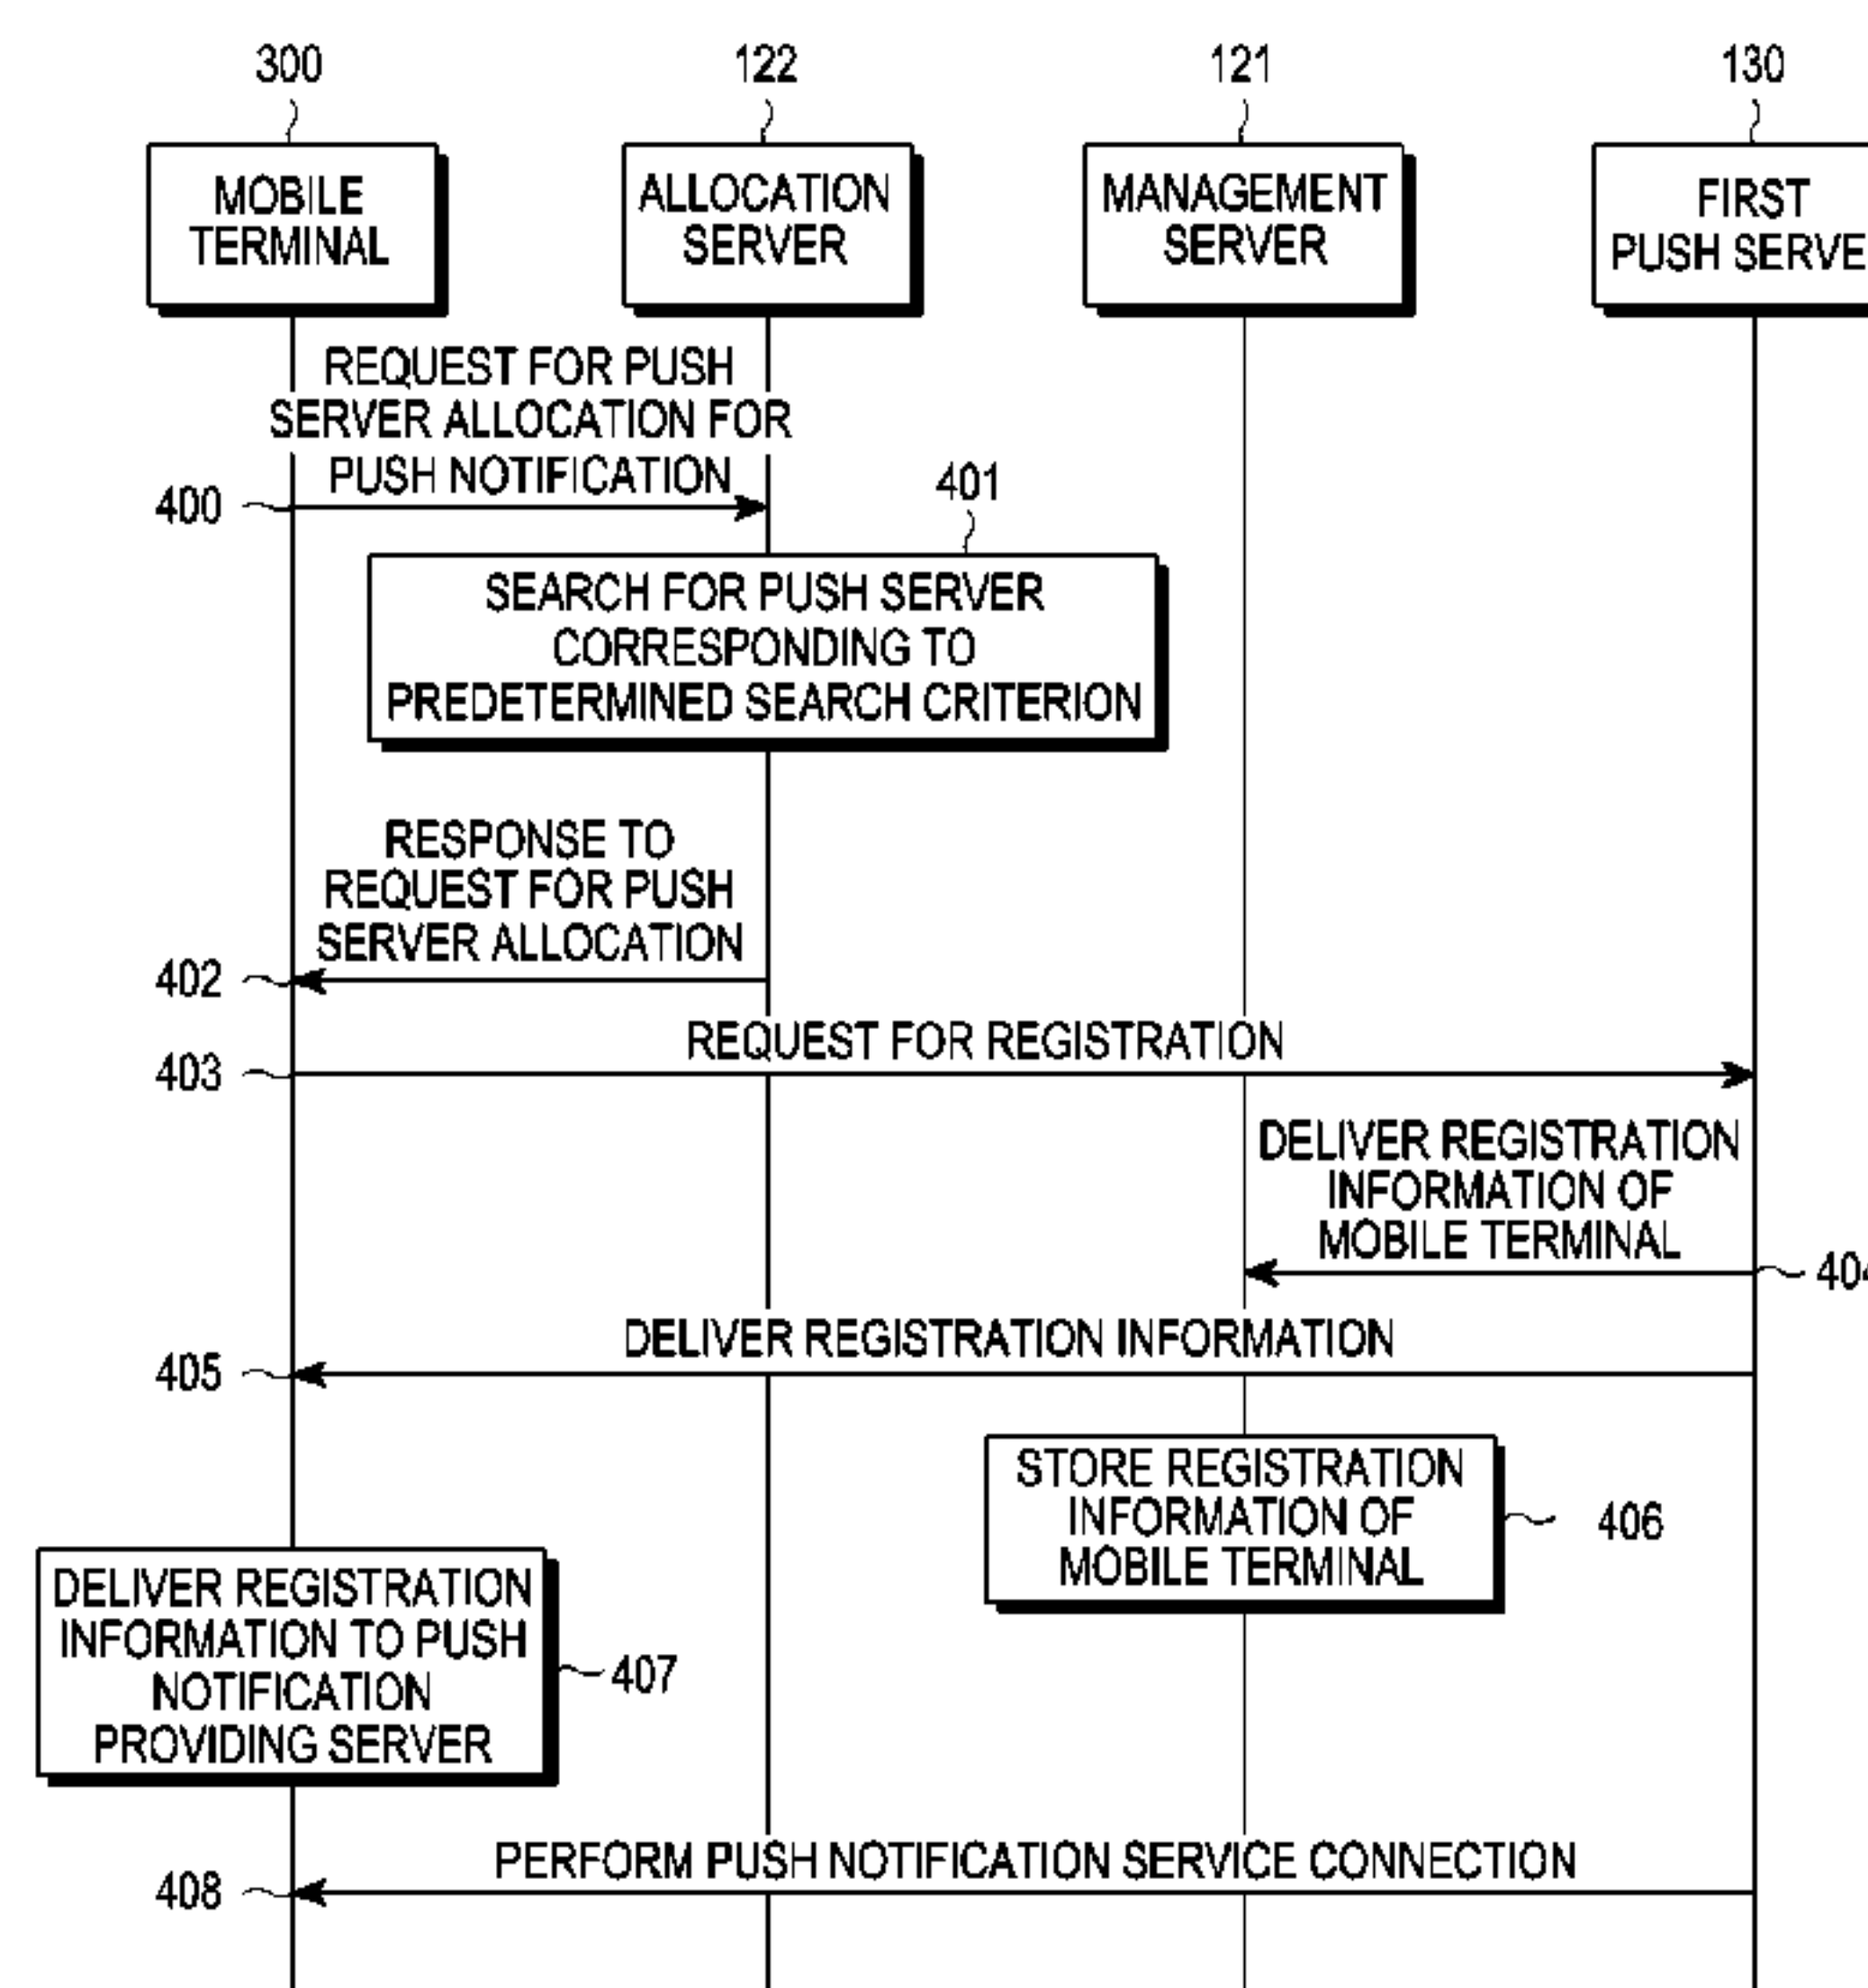 300
122
121
130
MOBILE
TERMINAL
ALLOCATION
SERVER
MANAGEMENT
SERVER
FIRST
PUSH SERVE
REQUEST FOR PUSH
SERVER ALLOCATION FOR
PUSH NOTIFICATION
400
401
SEARCH FOR PUSH SERVER
CORRESPONDING TO
PREDETERMINED SEARCH CRITERION
RESPONSE TO
REQUEST FOR PUSH
SERVER ALLOCATION
402
REQUEST FOR REGISTRATION
403
DELIVER REGISTRATION
INFORMATION OF
MOBILE TERMINAL
404
DELIVER REGISTRATION INFORMATION
405
STORE REGISTRATION
INFORMATION OF
MOBILE TERMINAL
406
DELIVER REGISTRATION
INFORMATION TO PUSH
NOTIFICATION
PROVIDING SERVER
407
PERFORM PUSH NOTIFICATION SERVICE CONNECTION
408